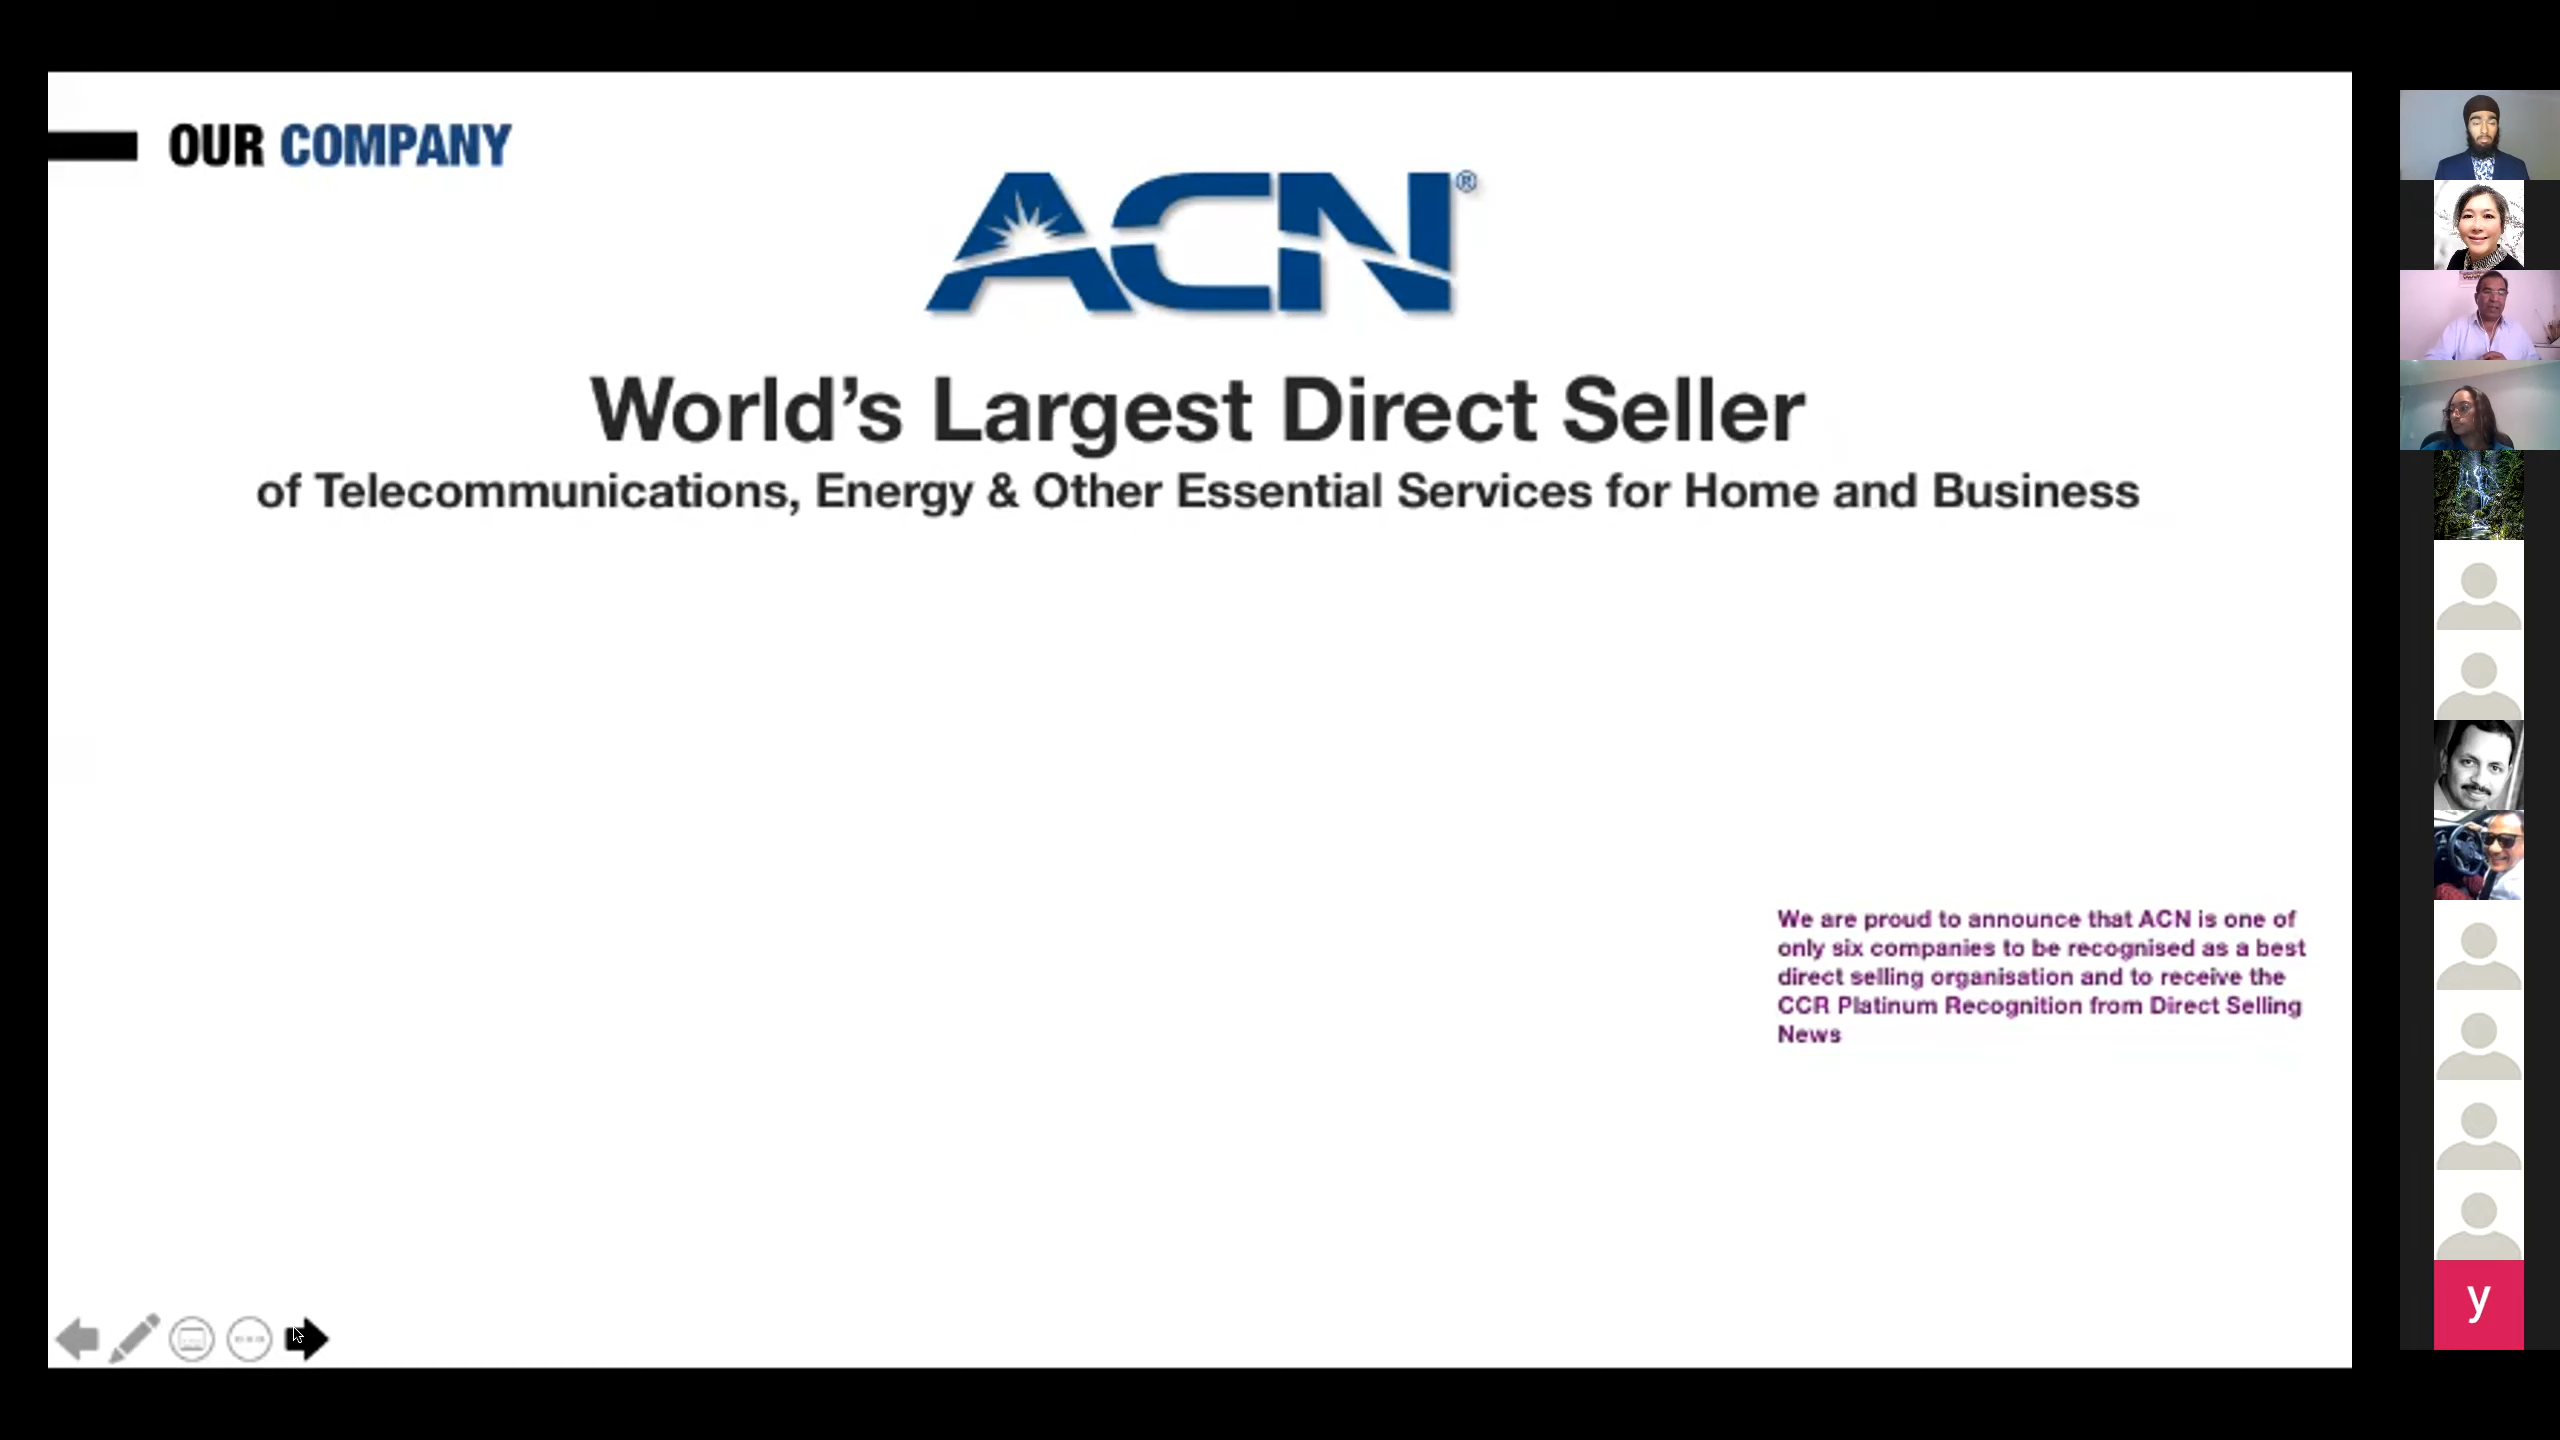 OUR COMPANY
ACN®
World's Largest Direct Seller
of Telecommunications, Energy & Other Essential Services for Home and Business
We are proud to announce that ACN is one of
only six companies to be recognised as a best
direct selling organisation and to receive the
CCR Platinum Recognition from Direct Selling
News
y